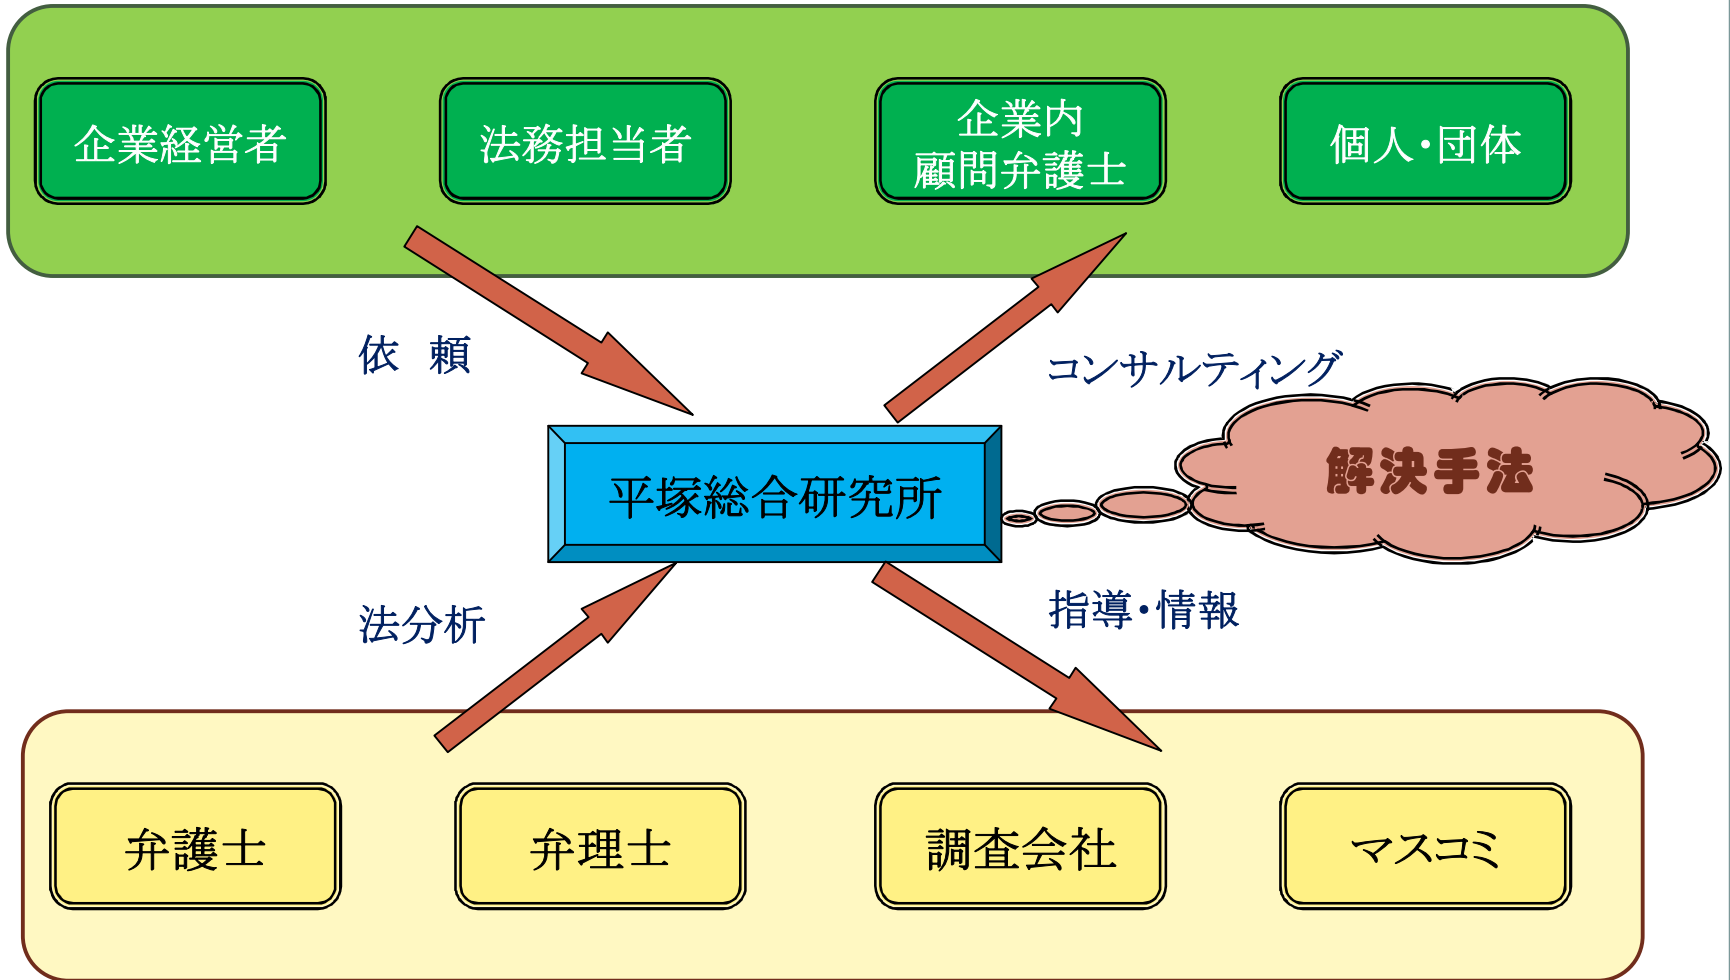 企業経営者
法務担当者
企業内
顧問弁護士
個人・団体
依　頼
コンサルティング
解決手法
平塚総合研究所
法分析
指導・情報
弁護士
弁理士
調査会社
マスコミ